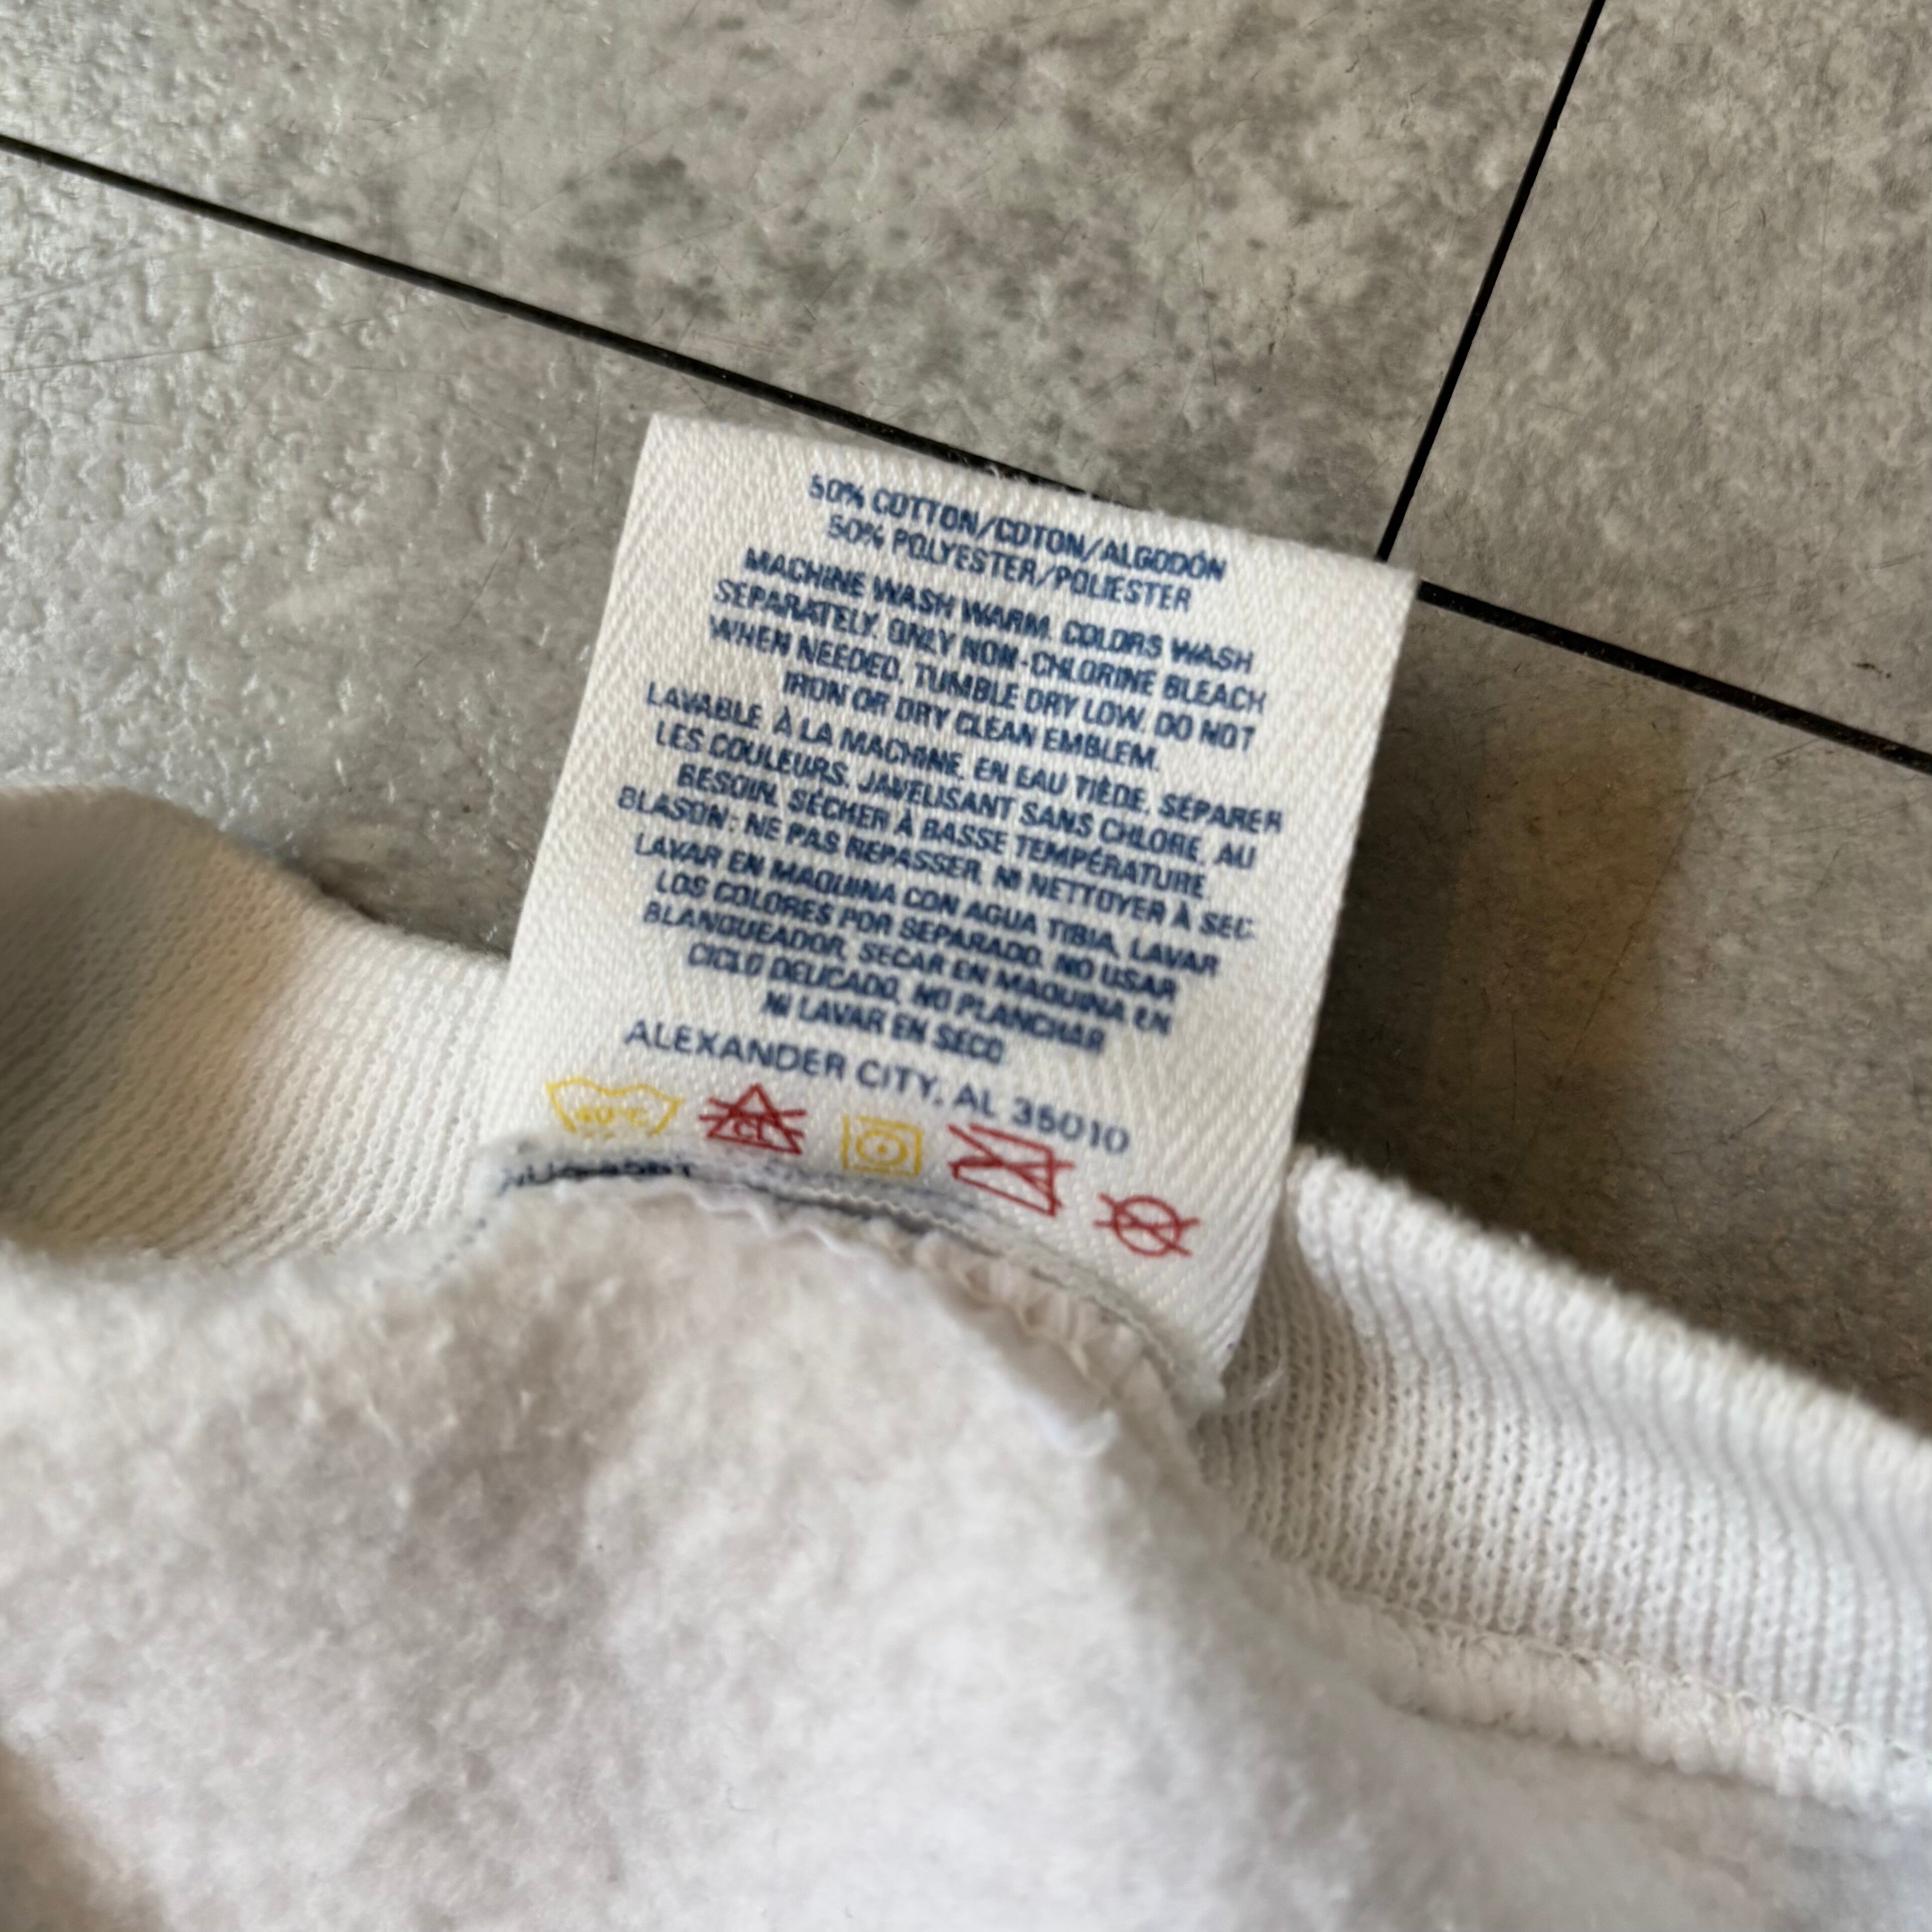 50% COTTON/COTON/ALGODÓN
50% POLYESTER/POLIESTER
MACHINE WASH WARM. COLORS WASH
SEPARATELY. ONLY NON-CHLORINE BLEACH
WHEN NEEDED, TUMBLE DRY LOW. DO NOT
IRON OR DRY CLEAN EMBLEM.
LAVABLE À LA MACHINE, EN EAU TIÈDE. SÉPARER
LES COULEURS. JAVELISANT SANS CHLORE, AU
BESOIN, SÉCHER À BASSE TEMPÉRATURE.
BLASON: NE PAS REPASSER, NI NETTOYER À SEC.
LAVAR EN MAQUINA CON AGUA TIBIA, LAVAR
LOS COLORES POR SEPARADO. NO USAR
BLANQUEADOR, SECAR EN MAQUINA EN
CICLO DELICADO, NO PLANCHAR
NI LAVAR EN SECO
ALEXANDER CITY, AL 35010
40°C CL